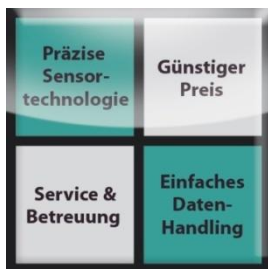 Präzise
Sensor-
technologie
Günstiger
Preis
Service &
Betreuung
Einfaches
Daten-
Handling